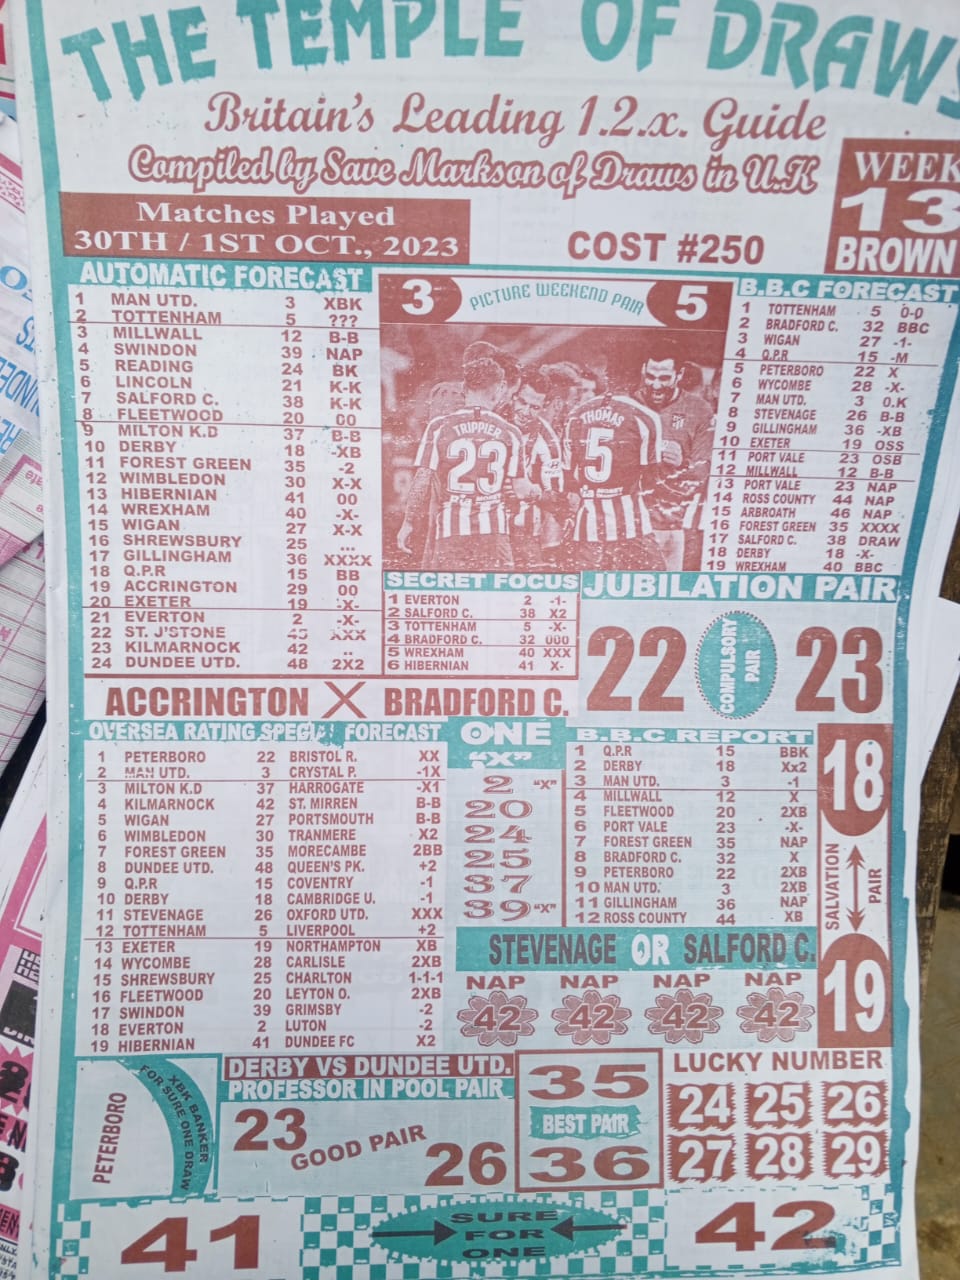 THE TEMPLE OF DRAWS
Britain's Leading 1.2.x. Guide
Compiled by Save Markson of Draws in U.K
WEEK
13
BROWN
Matches Played
30TH / 1ST OCT., 2023
COST #250
AUTOMATIC FORECAST
1 MAN UTD. 3 XBK
2 TOTTENHAM 5 ???
3 MILLWALL 12 B-B
4 SWINDON 39 NAP
5 READING 24 BK
6 LINCOLN 21 K-K
7 SALFORD C. 38 K-K
8 FLEETWOOD 20 00
9 MILTON K.D 37 B-B
10 DERBY 18 -XB
11 FOREST GREEN 35 -2
12 WIMBLEDON 30 X-X
13 HIBERNIAN 41 00
14 WREXHAM 40 -X-
15 WIGAN 27 X-X
16 SHREWSBURY 25 ...
17 GILLINGHAM 36 XXXX
18 Q.P.R 15 BB
19 ACCRINGTON 29 00
20 EXETER 19 -X-
21 EVERTON 2 -X-
22 ST. J'STONE XXX
23 KILMARNOCK 42 ..
24 DUNDEE UTD. 48 2X2
3 PICTURE WEEKEND PAIR 5
TRIPPIER
23
THOMAS
5
B.B.C FORECAST
1 TOTTENHAM 5 0-0
2 BRADFORD C. 32 BBC
3 WIGAN 27 -1-
4 Q.P.R 15 -M
5 PETERBORO 22 X
6 WYCOMBE 28 -X-
7 MAN UTD. 3 0.K
8 STEVENAGE 26 B-B
9 GILLINGHAM 36 -XB
10 EXETER 19 OSS
11 PORT VALE 23 OSB
12 MILLWALL 12 B-B
13 PORT VALE 23 NAP
14 ROSS COUNTY 44 NAP
15 ARBROATH 46 NAP
16 FOREST GREEN 35 XXXX
17 SALFORD C. 38 DRAW
18 DERBY 18 -X-
19 WREXHAM 40 BBC
SECRET FOCUS
1 EVERTON 2 -1-
2 SALFORD C. 38 X2
3 TOTTENHAM 5 -X-
4 BRADFORD C. 32 000
5 WREXHAM 40 XXX
6 HIBERNIAN 41 X-
JUBILATION PAIR
22 COMPULSORY PAIR 23
ACCRINGTON X BRADFORD C.
OVERSEA RATING SPECIAL FORECAST
1 PETERBORO 22 BRISTOL R. XX
2 MAN UTD. 3 CRYSTAL P. -1X
3 MILTON K.D 37 HARROGATE -X1
4 KILMARNOCK 42 ST. MIRREN B-B
5 WIGAN 27 PORTSMOUTH B-B
6 WIMBLEDON 30 TRANMERE X2
7 FOREST GREEN 35 MORECAMBE 2BB
8 DUNDEE UTD. 48 QUEEN'S PK. +2
9 Q.P.R 15 COVENTRY -1
10 DERBY 18 CAMBRIDGE U. -1
11 STEVENAGE 26 OXFORD UTD. XXX
12 TOTTENHAM 5 LIVERPOOL +2
13 EXETER 19 NORTHAMPTON XB
14 WYCOMBE 28 CARLISLE 2XB
15 SHREWSBURY 25 CHARLTON 1-1-1
16 FLEETWOOD 20 LEYTON O. 2XB
17 SWINDON 39 GRIMSBY -2
18 EVERTON 2 LUTON -2
19 HIBERNIAN 41 DUNDEE FC X2
ONE
"X"
2 "X"
20
24
25
37
39 "X"
B.B.C REPORT
1 Q.P.R 15 BBK
2 DERBY 18 Xx2
3 MAN UTD. 3 -1
4 MILLWALL 12 X
5 FLEETWOOD 20 2XB
6 PORT VALE 23 -X-
7 FOREST GREEN 35 NAP
8 BRADFORD C. 32 X
9 PETERBORO 22 2XB
10 MAN UTD. 3 2XB
11 GILLINGHAM 36 NAP
12 ROSS COUNTY 44 XB
18
SALVATION PAIR
19
STEVENAGE OR SALFORD C.
NAP NAP NAP NAP
42 42 42 42
PETERBORO
XBK BANKER
FOR SURE ONE DRAW
DERBY VS DUNDEE UTD.
PROFESSOR IN POOL PAIR
23 GOOD PAIR 26
35
BEST PAIR
36
LUCKY NUMBER
24 25 26
27 28 29
41 SURE FOR ONE 42